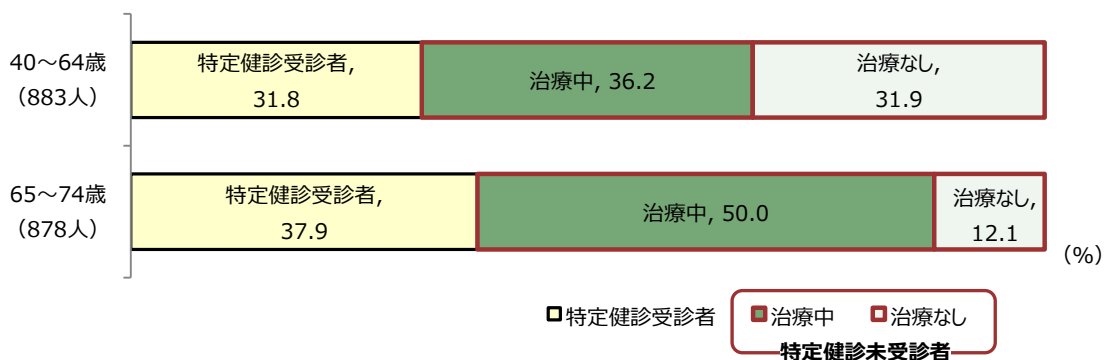 40～64歳
（883人）
特定健診受診者,
31.8
治療中, 36.2
治療なし,
31.9
65～74歳
（878人）
特定健診受診者,
37.9
治療中, 50.0
治療なし,
12.1
（%）
特定健診受診者
治療中
治療なし
特定健診未受診者